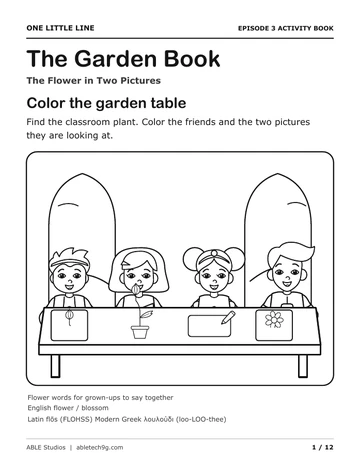 ONE LITTLE LINE
EPISODE 3 ACTIVITY BOOK
The Garden Book
The Flower in Two Pictures
Color the garden table
Find the classroom plant. Color the friends and the two pictures
they are looking at.
Flower words for grown-ups to say together
English flower / blossom
Latin flōs (FLOHSS) Modern Greek λουλούδι (loo-LOO-thee)
ABLE Studios | abletech9g.com
1 / 12